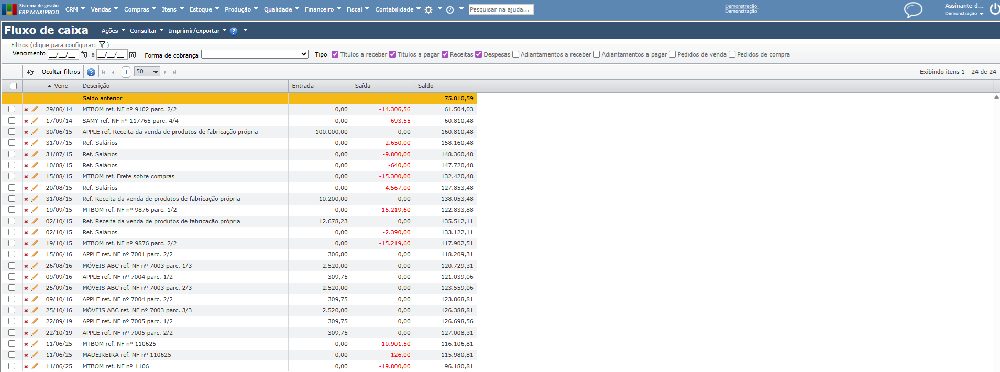 Sistema de gestão
ERP MAXIPROD
CRM Vendas Compras Itens Estoque Produção Qualidade Financeiro Fiscal Contabilidade Pesquisar na ajuda...
Demonstração
Demonstração
Assinante d...
Demonstração
Fluxo de caixa Ações Consultar Imprimir/exportar
Filtros (clique para configurar: )
Vencimento __/__/__ a __/__/__ Forma de cobrança Tipo Títulos a receber Títulos a pagar Receitas Despesas Adiantamentos a receber Adiantamentos a pagar Pedidos de venda Pedidos de compra
Ocultar filtros 1 50 Exibindo itens 1 - 24 de 24
Venc Descrição Entrada Saída Saldo
Saldo anterior 75.810,59
29/06/14 MTBOM ref. NF nº 9102 parc. 2/2 0,00 -14.306,56 61.504,03
17/09/14 SAMY ref. NF nº 117765 parc. 4/4 0,00 -693,55 60.810,48
30/06/15 APPLE ref. Receita da venda de produtos de fabricação própria 100.000,00 0,00 160.810,48
31/07/15 Ref. Salários 0,00 -2.650,00 158.160,48
31/07/15 Ref. Salários 0,00 -9.800,00 148.360,48
10/08/15 Ref. Salários 0,00 -640,00 147.720,48
15/08/15 MTBOM ref. Frete sobre compras 0,00 -15.300,00 132.420,48
20/08/15 Ref. Salários 0,00 -4.567,00 127.853,48
31/08/15 Ref. Receita da venda de produtos de fabricação própria 10.200,00 0,00 138.053,48
19/09/15 MTBOM ref. NF nº 9876 parc. 1/2 0,00 -15.219,60 122.833,88
02/10/15 Ref. Receita da venda de produtos de fabricação própria 12.678,23 0,00 135.512,11
02/10/15 Ref. Salários 0,00 -2.390,00 133.122,11
19/10/15 MTBOM ref. NF nº 9876 parc. 2/2 0,00 -15.219,60 117.902,51
15/06/16 APPLE ref. NF nº 7001 parc. 2/2 306,80 0,00 118.209,31
26/08/16 MÓVEIS ABC ref. NF nº 7003 parc. 1/3 2.520,00 0,00 120.729,31
09/09/16 APPLE ref. NF nº 7004 parc. 1/2 309,75 0,00 121.039,06
25/09/16 MÓVEIS ABC ref. NF nº 7003 parc. 2/3 2.520,00 0,00 123.559,06
09/10/16 APPLE ref. NF nº 7004 parc. 2/2 309,75 0,00 123.868,81
25/10/16 MÓVEIS ABC ref. NF nº 7003 parc. 3/3 2.520,00 0,00 126.388,81
22/09/19 APPLE ref. NF nº 7005 parc. 1/2 309,75 0,00 126.698,56
22/10/19 APPLE ref. NF nº 7005 parc. 2/2 309,75 0,00 127.008,31
11/06/25 MTBOM ref. NF nº 110625 0,00 -10.901,50 116.106,81
11/06/25 MADEIREIRA ref. NF nº 110625 0,00 -126,00 115.980,81
11/06/25 MTBOM ref. NF nº 1106 0,00 -19.800,00 96.180,81